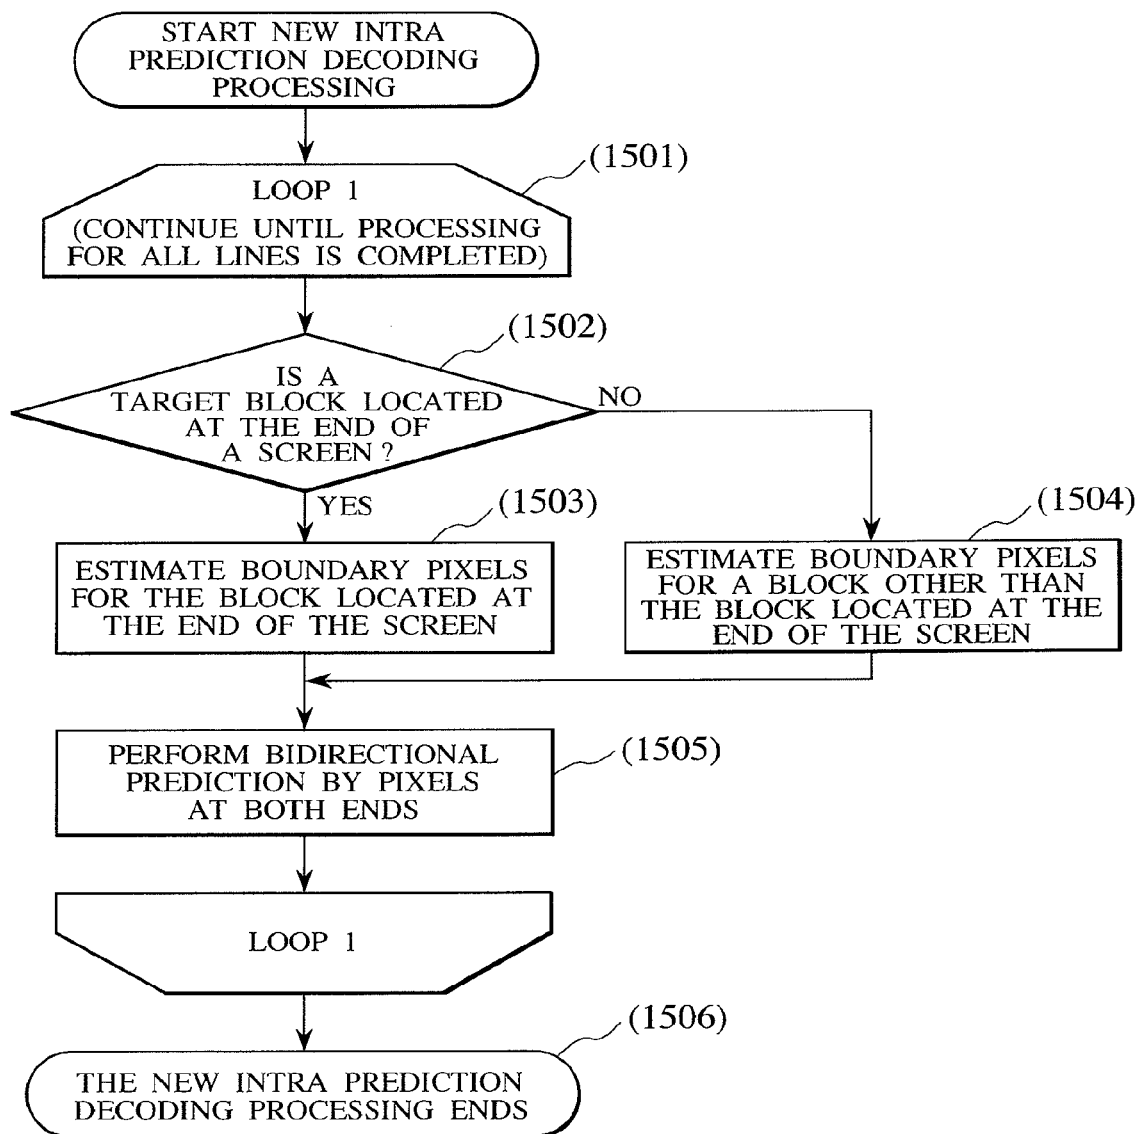 START NEW INTRA
PREDICTION DECODING
PROCESSING
(1501)
LOOP 1
(CONTINUE UNTIL PROCESSING
FOR ALL LINES IS COMPLETED)
(1502)
IS A
TARGET BLOCK LOCATED
AT THE END OF
A SCREEN ?
NO
YES
(1503)
ESTIMATE BOUNDARY PIXELS
FOR THE BLOCK LOCATED AT
THE END OF THE SCREEN
(1504)
ESTIMATE BOUNDARY PIXELS
FOR A BLOCK OTHER THAN
THE BLOCK LOCATED AT THE
END OF THE SCREEN
(1505)
PERFORM BIDIRECTIONAL
PREDICTION BY PIXELS
AT BOTH ENDS
LOOP 1
(1506)
THE NEW INTRA PREDICTION
DECODING PROCESSING ENDS